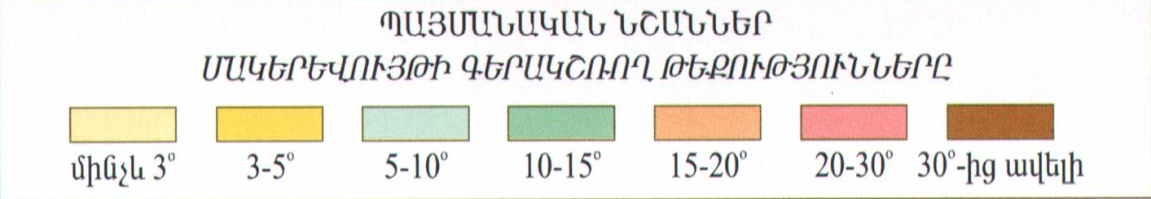 ՊԱՅՄԱՆԱԿԱՆ ՆՇԱՆՆԵՐ
ՄԱԿԵՐԵՎՈՒՅԹԻ ԳԵՐԱԿՇՌՈՂ ԹԵՔՈՒԹՅՈՒՆՆԵՐԸ
մինչև 3° 3-5° 5-10° 10-15° 15-20° 20-30° 30°-ից ավելի